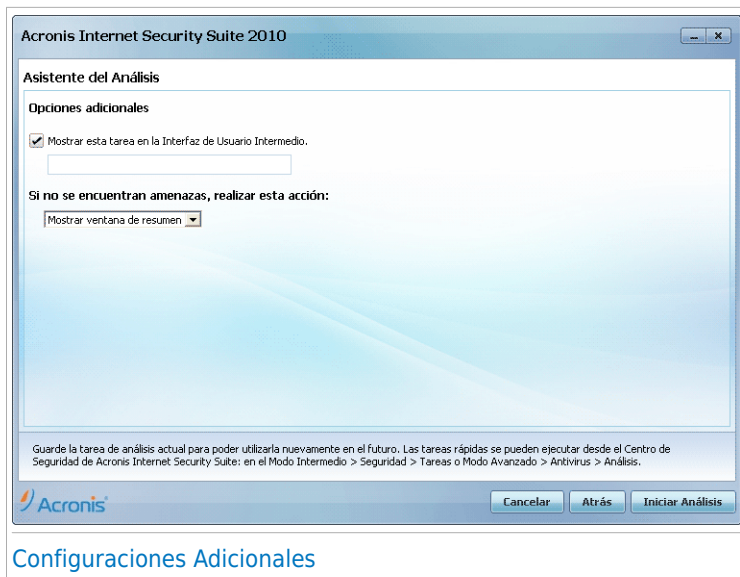 Acronis Internet Security Suite 2010
Asistente del Análisis
Opciones adicionales
Mostrar esta tarea en la Interfaz de Usuario Intermedio.
Si no se encuentran amenazas, realizar esta acción:
Mostrar ventana de resumen
Guarde la tarea de análisis actual para poder utilizarla nuevamente en el futuro. Las tareas rápidas se pueden ejecutar desde el Centro de
Seguridad de Acronis Internet Security Suite: en el Modo Intermedio > Seguridad > Tareas o Modo Avanzado > Antivirus > Análisis.
Acronis
Cancelar
Atrás
Iniciar Análisis
Configuraciones Adicionales